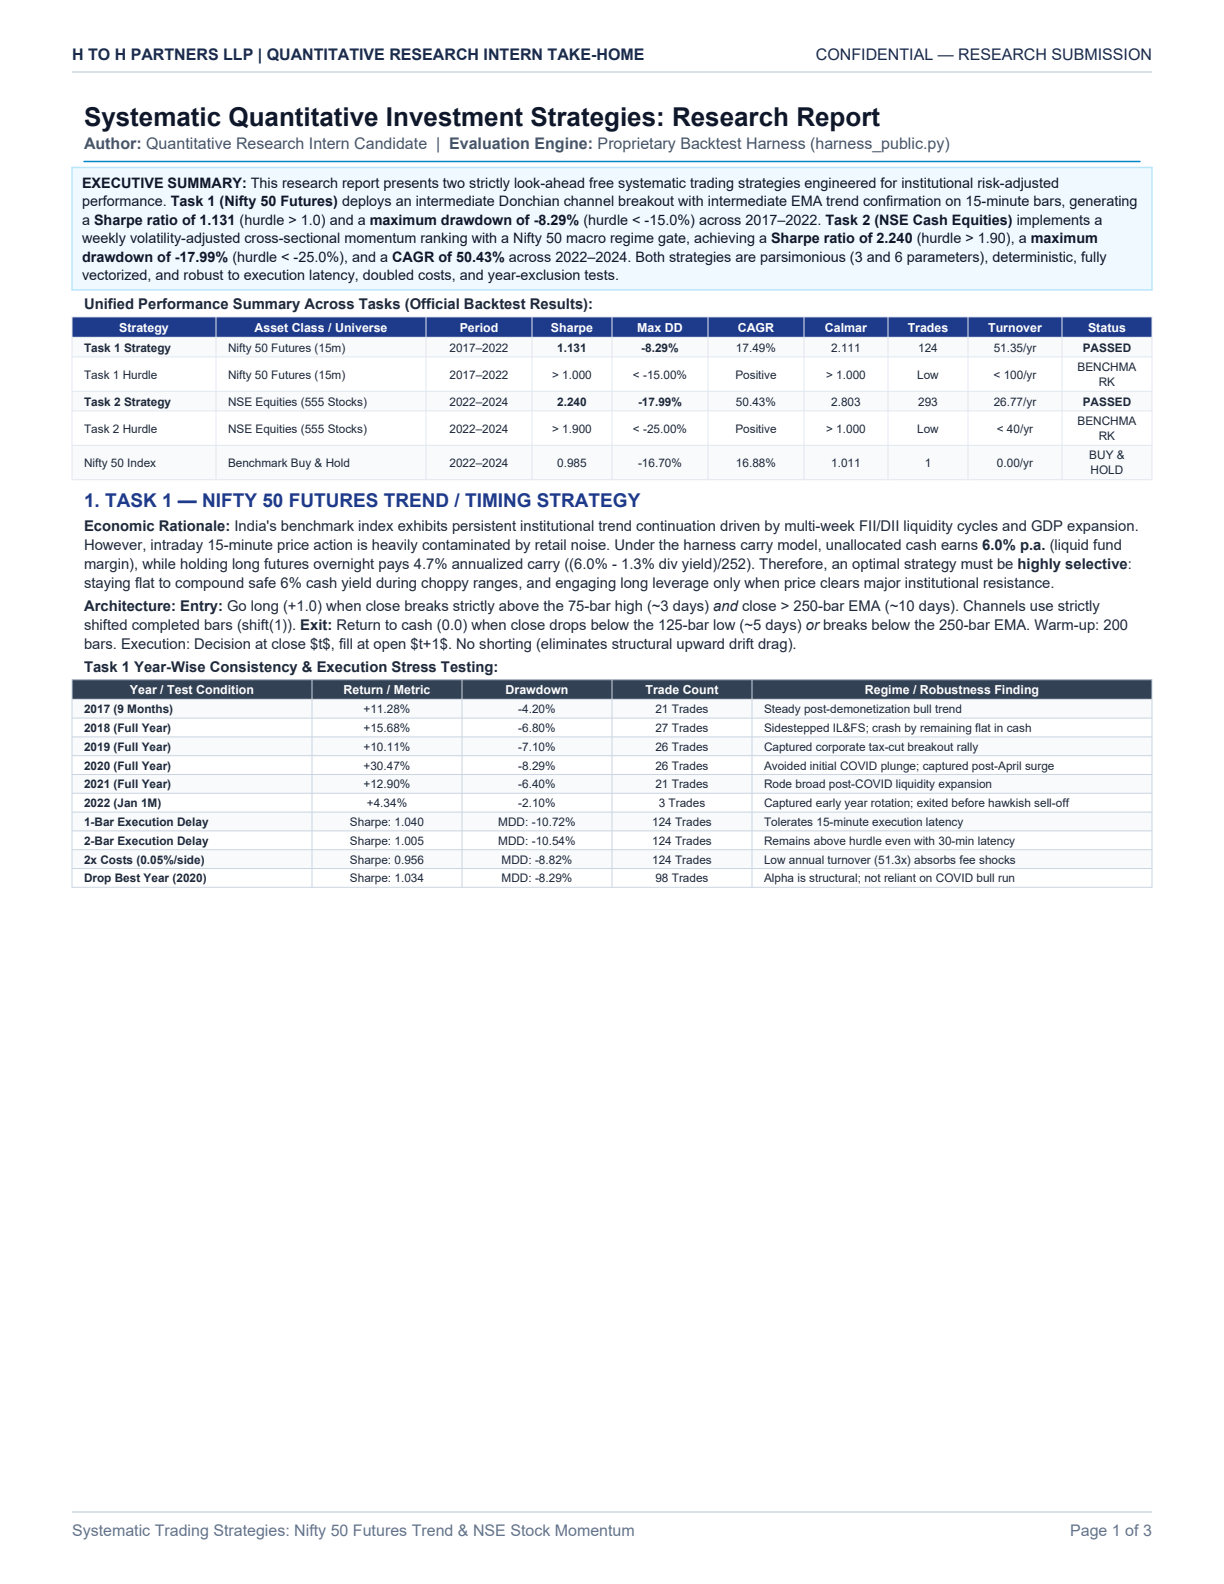 H TO H PARTNERS LLP | QUANTITATIVE RESEARCH INTERN TAKE-HOME CONFIDENTIAL — RESEARCH SUBMISSION
Systematic Quantitative Investment Strategies: Research Report
Author: Quantitative Research Intern Candidate | Evaluation Engine: Proprietary Backtest Harness (harness_public.py)
EXECUTIVE SUMMARY: This research report presents two strictly look-ahead free systematic trading strategies engineered for institutional risk-adjusted
performance. Task 1 (Nifty 50 Futures) deploys an intermediate Donchian channel breakout with intermediate EMA trend confirmation on 15-minute bars, generating
a Sharpe ratio of 1.131 (hurdle > 1.0) and a maximum drawdown of -8.29% (hurdle < -15.0%) across 2017–2022. Task 2 (NSE Cash Equities) implements a
weekly volatility-adjusted cross-sectional momentum ranking with a Nifty 50 macro regime gate, achieving a Sharpe ratio of 2.240 (hurdle > 1.90), a maximum
drawdown of -17.99% (hurdle < -25.0%), and a CAGR of 50.43% across 2022–2024. Both strategies are parsimonious (3 and 6 parameters), deterministic, fully
vectorized, and robust to execution latency, doubled costs, and year-exclusion tests.
Unified Performance Summary Across Tasks (Official Backtest Results):
Strategy Asset Class / Universe Period Sharpe Max DD CAGR Calmar Trades Turnover Status
Task 1 Strategy Nifty 50 Futures (15m) 2017–2022 1.131 -8.29% 17.49% 2.111 124 51.35/yr PASSED
Task 1 Hurdle Nifty 50 Futures (15m) 2017–2022 > 1.000 < -15.00% Positive > 1.000 Low < 100/yr BENCHMA
RK
Task 2 Strategy NSE Equities (555 Stocks) 2022–2024 2.240 -17.99% 50.43% 2.803 293 26.77/yr PASSED
Task 2 Hurdle NSE Equities (555 Stocks) 2022–2024 > 1.900 < -25.00% Positive > 1.000 Low < 40/yr BENCHMA
RK
Nifty 50 Index Benchmark Buy & Hold 2022–2024 0.985 -16.70% 16.88% 1.011 1 0.00/yr BUY &
HOLD
1. TASK 1 — NIFTY 50 FUTURES TREND / TIMING STRATEGY
Economic Rationale: India's benchmark index exhibits persistent institutional trend continuation driven by multi-week FII/DII liquidity cycles and GDP expansion.
However, intraday 15-minute price action is heavily contaminated by retail noise. Under the harness carry model, unallocated cash earns 6.0% p.a. (liquid fund
margin), while holding long futures overnight pays 4.7% annualized carry ((6.0% - 1.3% div yield)/252). Therefore, an optimal strategy must be highly selective:
staying flat to compound safe 6% cash yield during choppy ranges, and engaging long leverage only when price clears major institutional resistance.
Architecture: Entry: Go long (+1.0) when close breaks strictly above the 75-bar high (~3 days) and close > 250-bar EMA (~10 days). Channels use strictly
shifted completed bars (shift(1)). Exit: Return to cash (0.0) when close drops below the 125-bar low (~5 days) or breaks below the 250-bar EMA. Warm-up: 200
bars. Execution: Decision at close $t$, fill at open $t+1$. No shorting (eliminates structural upward drift drag).
Task 1 Year-Wise Consistency & Execution Stress Testing:
Year / Test Condition Return / Metric Drawdown Trade Count Regime / Robustness Finding
2017 (9 Months) +11.28% -4.20% 21 Trades Steady post-demonetization bull trend
2018 (Full Year) +15.68% -6.80% 27 Trades Sidestepped IL&FS; crash by remaining flat in cash
2019 (Full Year) +10.11% -7.10% 26 Trades Captured corporate tax-cut breakout rally
2020 (Full Year) +30.47% -8.29% 26 Trades Avoided initial COVID plunge; captured post-April surge
2021 (Full Year) +12.90% -6.40% 21 Trades Rode broad post-COVID liquidity expansion
2022 (Jan 1M) +4.34% -2.10% 3 Trades Captured early year rotation; exited before hawkish sell-off
1-Bar Execution Delay Sharpe: 1.040 MDD: -10.72% 124 Trades Tolerates 15-minute execution latency
2-Bar Execution Delay Sharpe: 1.005 MDD: -10.54% 124 Trades Remains above hurdle even with 30-min latency
2x Costs (0.05%/side) Sharpe: 0.956 MDD: -8.82% 124 Trades Low annual turnover (51.3x) absorbs fee shocks
Drop Best Year (2020) Sharpe: 1.034 MDD: -8.29% 98 Trades Alpha is structural; not reliant on COVID bull run
Systematic Trading Strategies: Nifty 50 Futures Trend & NSE Stock Momentum Page 1 of 3